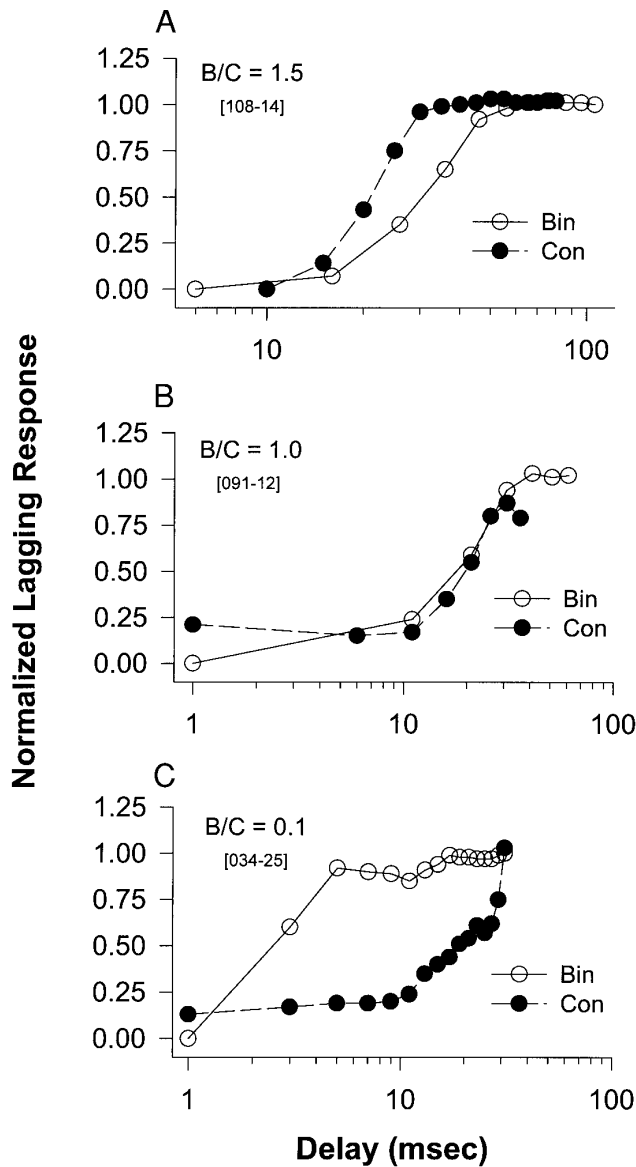 A
1.25
B/C = 1.5
1.00
[108-14]
0.75
0.50
Bin
0.25
Con
0.00
10
100
B
1.25
B/C = 1.0
1.00
[091-12]
0.75
0.50
Bin
0.25
Con
0.00
1
10
100
C
1.25
B/C = 0.1
1.00
[034-25]
0.75
0.50
Bin
0.25
Con
0.00
1
10
100
Normalized Lagging Response
Delay (msec)